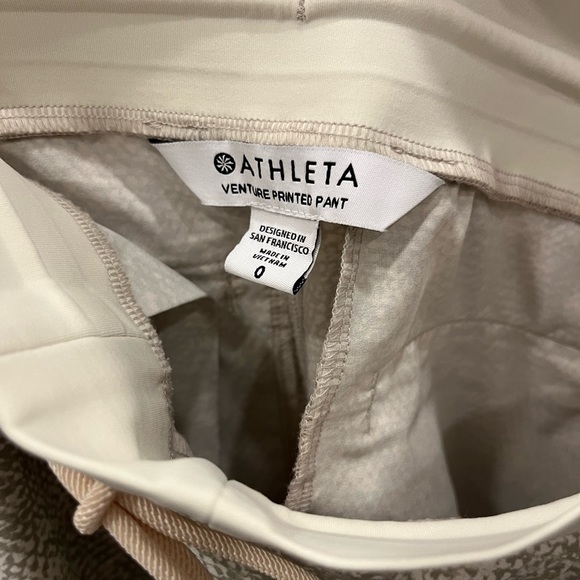 ATHLETA
VENTURE PRINTED PANT
DESIGNED IN
SAN FRANCISCO
MADE IN
VIETNAM
0